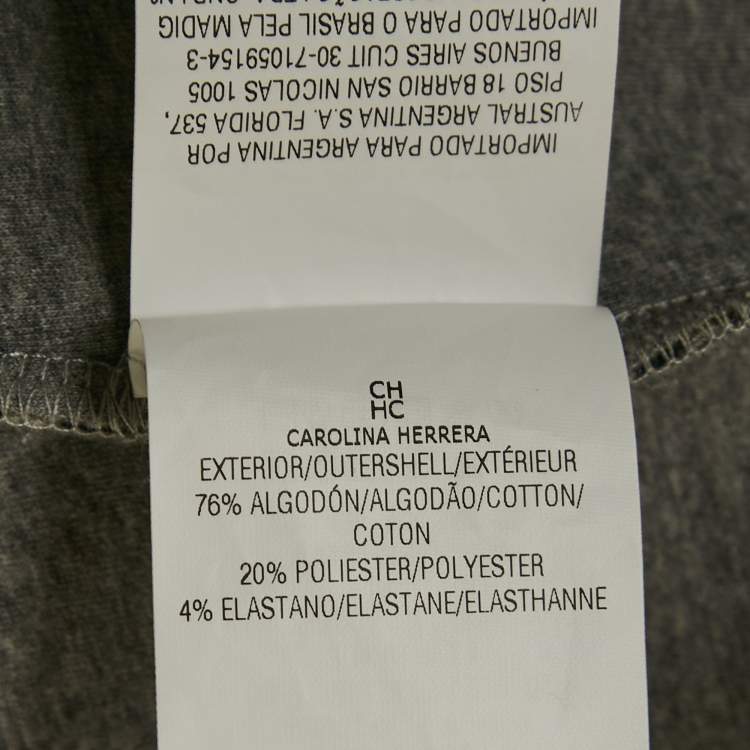 CH
HC
CAROLINA HERRERA
EXTERIOR/OUTERSHELL/EXTÉRIEUR
76% ALGODÓN/ALGODÃO/COTTON/
COTON
20% POLIESTER/POLYESTER
4% ELASTANO/ELASTANE/ELASTHANNE
IMPORTADO PARA ARGENTINA POR
AUSTRAL ARGENTINA S.A. FLORIDA 537,
PISO 18 BARRIO SAN NICOLAS 1005
BUENOS AIRES CUIT 30-71059154-3
IMPORTADO PARA O BRASIL PELA MADIG